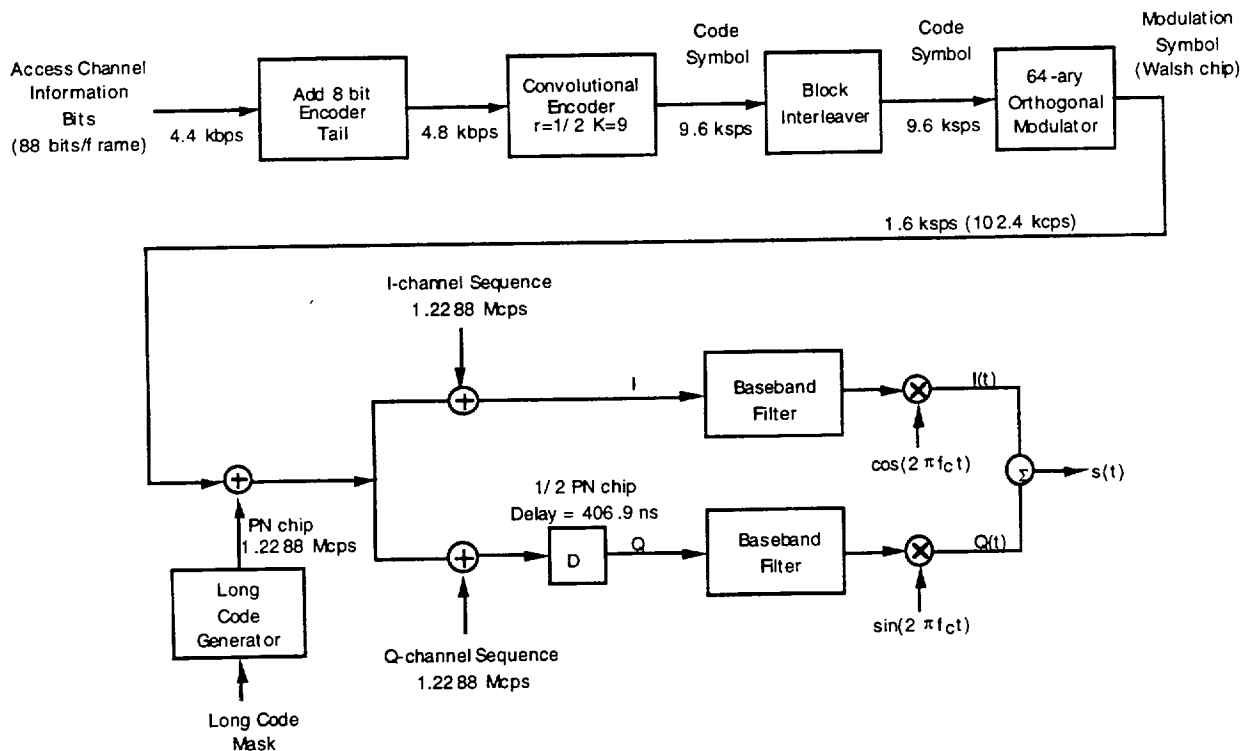 Access Channel
Information
Bits
(88 bits/f rame)
4.4 kbps
Add 8 bit
Encoder
Tail
4.8 kbps
Convolutional
Encoder
r=1/ 2 K=9
Code
Symbol
9.6 ksps
Block
Interleaver
Code
Symbol
9.6 ksps
64-ary
Orthogonal
Modulator
Modulation
Symbol
(Walsh chip)
1.6 ksps (102.4 kcps)
I-channel Sequence
1.2288 Mcps
I
Baseband
Filter
I(t)
cos(2 πfct)
Σ
s(t)
PN chip
1.2288 Mcps
Long
Code
Generator
Long Code
Mask
1/ 2 PN chip
Delay = 406.9 ns
D
Q
Baseband
Filter
Q(t)
sin(2 πfct)
Q-channel Sequence
1.2288 Mcps